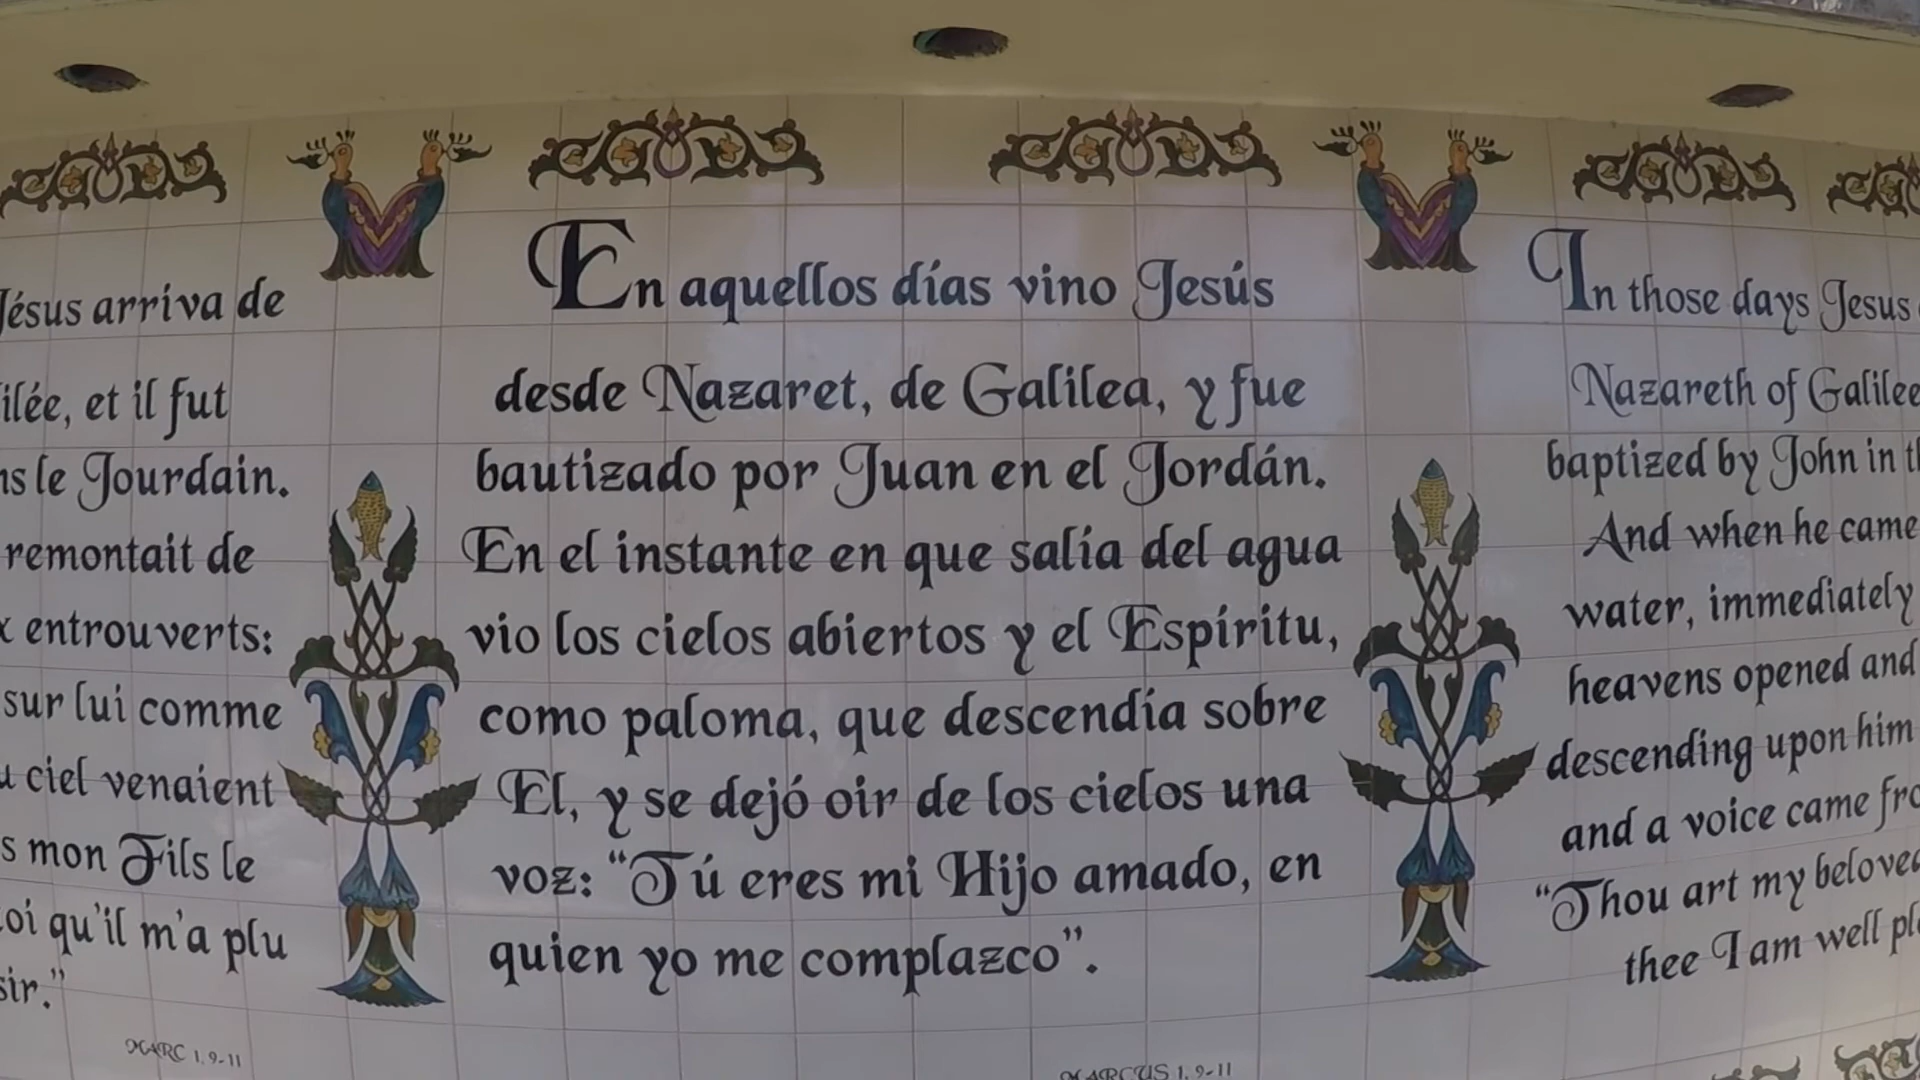 Jésus arriva de
ilée, et il fut
ns le Jourdain.
remontait de
x entrouverts:
sur lui comme
u ciel venaient
s mon Fils le
oi qu'il m'a plu
sir."
MARC 1, 9-11
En aquellos días vino Jesús
desde Nazaret, de Galilea, y fue
bautizado por Juan en el Jordán.
En el instante en que salía del agua
vio los cielos abiertos y el Espíritu,
como paloma, que descendía sobre
El, y se dejó oir de los cielos una
voz: “Tú eres mi Hijo amado, en
quien yo me complazco”.
MARCUS 1, 9-11
In those days Jesus
Nazareth of Galilee
baptized by John in th
And when he came
water, immediately
heavens opened and
descending upon him
and a voice came fro
“Thou art my beloved
thee I am well ple